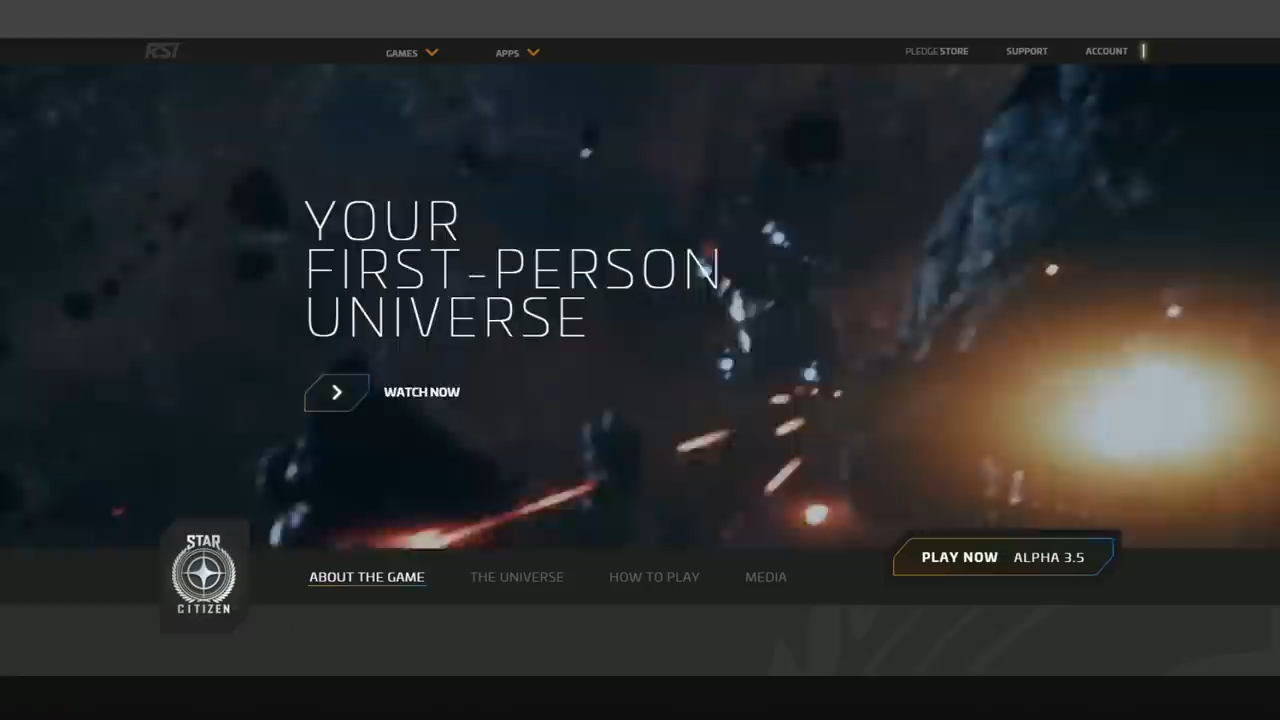 RSI
GAMES
APPS
PLEDGE STORE
SUPPORT
ACCOUNT
YOUR
FIRST-PERSON
UNIVERSE
WATCH NOW
STAR
CITIZEN
ABOUT THE GAME
THE UNIVERSE
HOW TO PLAY
MEDIA
PLAY NOW ALPHA 3.5